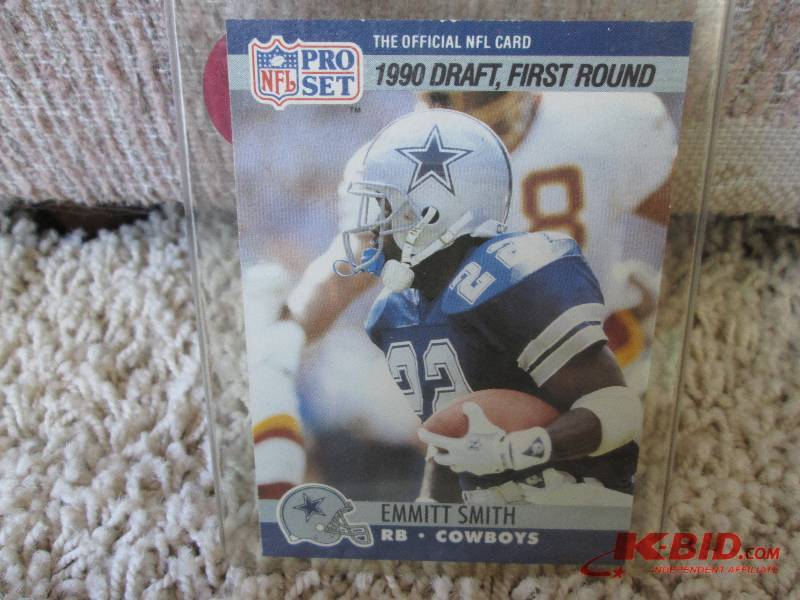 THE OFFICIAL NFL CARD
NFL
PRO
SET
TM
1990 DRAFT, FIRST ROUND
8
22
22
EMMITT SMITH
RB • COWBOYS
K-BID.COM
INDEPENDENT AFFILIATE